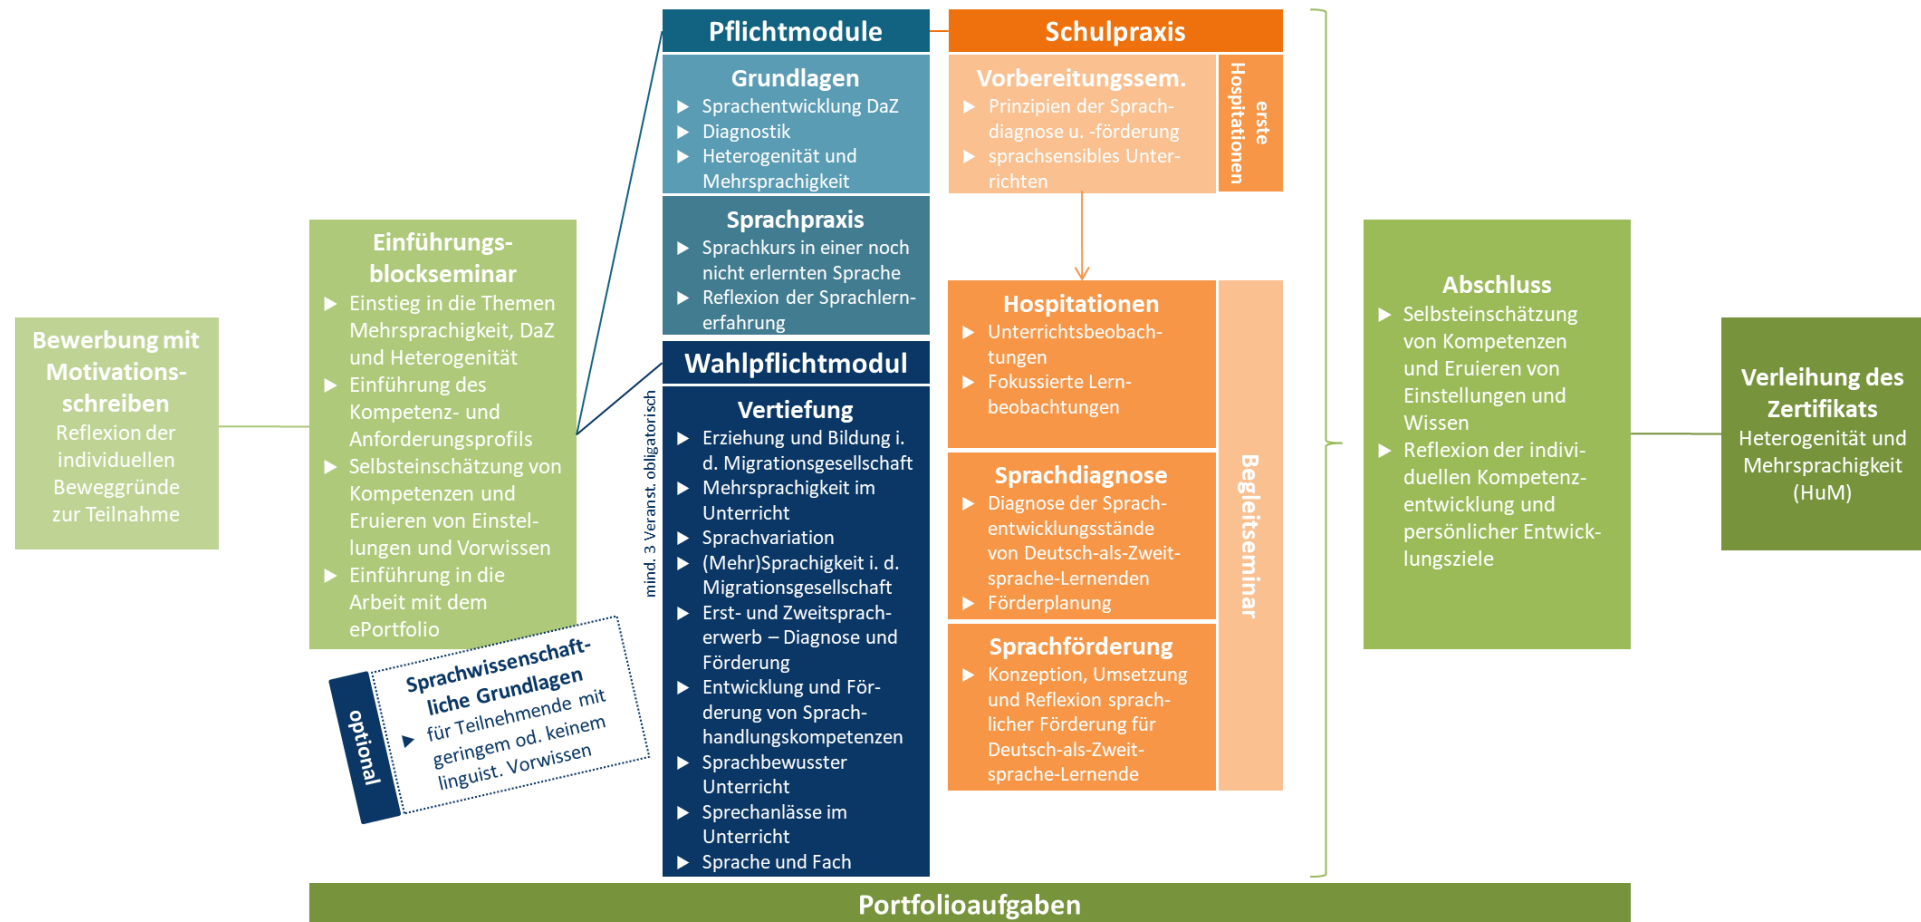 Bewerbung mit
Motivations-
schreiben
Reflexion der
individuellen
Beweggründe
zur Teilnahme
Einführungs-
blockseminar
► Einstieg in die Themen
Mehrsprachigkeit, DaZ
und Heterogenität
► Einführung des
Kompetenz- und
Anforderungsprofils
► Selbsteinschätzung von
Kompetenzen und
Eruieren von Einstel-
lungen und Vorwissen
► Einführung in die
Arbeit mit dem
ePortfolio
optional
Sprachwissenschaft-
liche Grundlagen
► für Teilnehmende mit
geringem od. keinem
linguist. Vorwissen
Pflichtmodule
Grundlagen
► Sprachentwicklung DaZ
► Diagnostik
► Heterogenität und
Mehrsprachigkeit
Sprachpraxis
► Sprachkurs in einer noch
nicht erlernten Sprache
► Reflexion der Sprachlern-
erfahrung
Wahlpflichtmodul
mind. 3 Veranst. obligatorisch
Vertiefung
► Erziehung und Bildung i.
d. Migrationsgesellschaft
► Mehrsprachigkeit im
Unterricht
► Sprachvariation
► (Mehr)Sprachigkeit i. d.
Migrationsgesellschaft
► Erst- und Zweitsprach-
erwerb – Diagnose und
Förderung
► Entwicklung und För-
derung von Sprach-
handlungskompetenzen
► Sprachbewusster
Unterricht
► Sprechanlässe im
Unterricht
► Sprache und Fach
Schulpraxis
Vorbereitungssem.
► Prinzipien der Sprach-
diagnose u. -förderung
► sprachsensibles Unter-
richten
erste
Hospitationen
Hospitationen
► Unterrichtsbeobach-
tungen
► Fokussierte Lern-
beobachtungen
Sprachdiagnose
► Diagnose der Sprach-
entwicklungsstände
von Deutsch-als-Zweit-
sprache-Lernenden
► Förderplanung
Sprachförderung
► Konzeption, Umsetzung
und Reflexion sprach-
licher Förderung für
Deutsch-als-Zweit-
sprache-Lernende
Begleitseminar
Abschluss
► Selbsteinschätzung
von Kompetenzen
und Eruieren von
Einstellungen und
Wissen
► Reflexion der indivi-
duellen Kompetenz-
entwicklung und
persönlicher Entwick-
lungsziele
Verleihung des
Zertifikats
Heterogenität und
Mehrsprachigkeit
(HuM)
Portfolioaufgaben